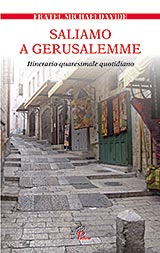 FRATEL MICHAELDAVIDE
SALIAMO
A GERUSALEMME
Itinerario quaresimale quotidiano